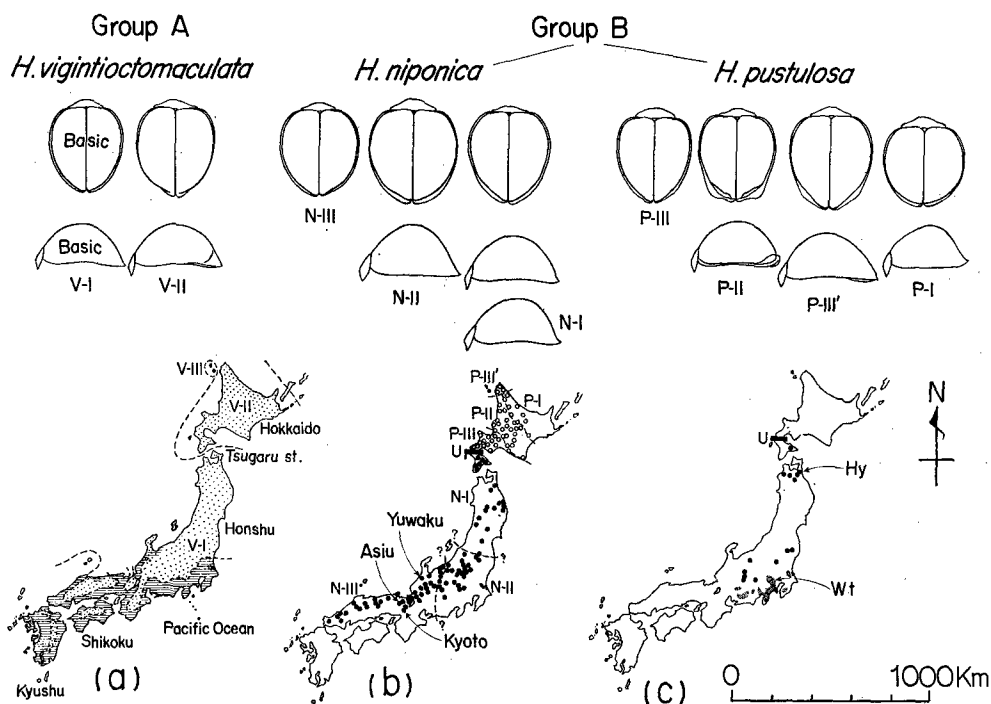 Group A
Group B
H. vigintioctomaculata
H. niponica
H. pustulosa
Basic
N-III
P-III
Basic
V-I
V-II
N-II
N-I
P-II
P-III'
P-I
V-III
V-II
Hokkaido
Tsugaru st.
Honshu
V-I
Shikoku
Pacific Ocean
Kyushu
(a)
P-III'
P-I
P-II
P-III
U
N-I
Yuwaku
?
?
Asiu
N-III
N-II
?
Kyoto
(b)
U
Hy
Wt
(c)
N
0 1000Km